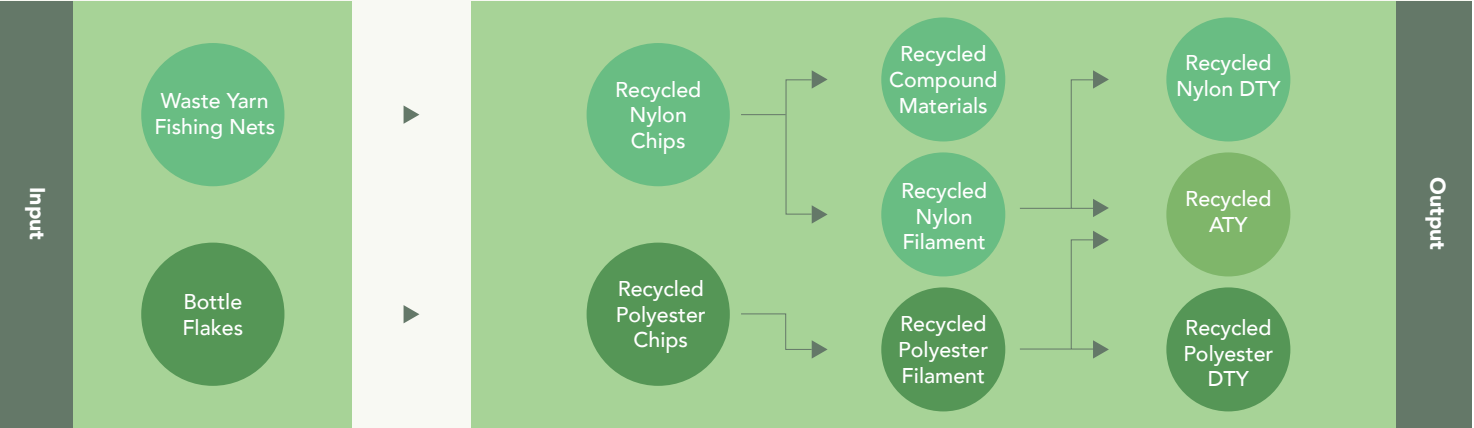 Input
Waste Yarn
Fishing Nets
Bottle
Flakes
Recycled
Nylon
Chips
Recycled
Polyester
Chips
Recycled
Compound
Materials
Recycled
Nylon
Filament
Recycled
Polyester
Filament
Recycled
Nylon DTY
Recycled
ATY
Recycled
Polyester
DTY
Output